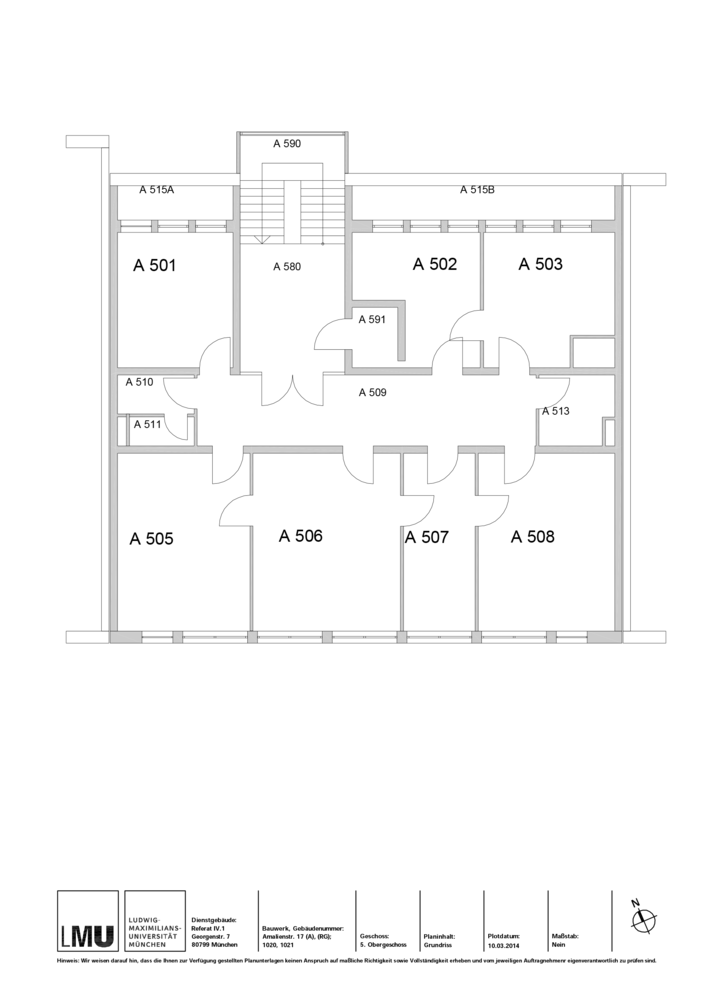 A 590
A 515A
A 515B
A 501
A 580
A 502
A 503
A 591
A 510
A 509
A 511
A 513
A 505
A 506
A 507
A 508
LMU
LUDWIG-
MAXIMILIANS-
UNIVERSITÄT
MÜNCHEN
Dienstgebäude:
Referat IV.1
Georgenstr. 7
80799 München
Bauwerk, Gebäudenummer:
Amalienstr. 17 (A), (RG);
1020, 1021
Geschoss:
5. Obergeschoss
Planinhalt:
Grundriss
Plotdatum:
10.03.2014
Maßstab:
Nein
N
Hinweis: Wir weisen darauf hin, dass die Ihnen zur Verfügung gestellten Planunterlagen keinen Anspruch auf maßliche Richtigkeit sowie Vollständigkeit erheben und vom jeweiligen Auftragnehmer eigenverantwortlich zu prüfen sind.